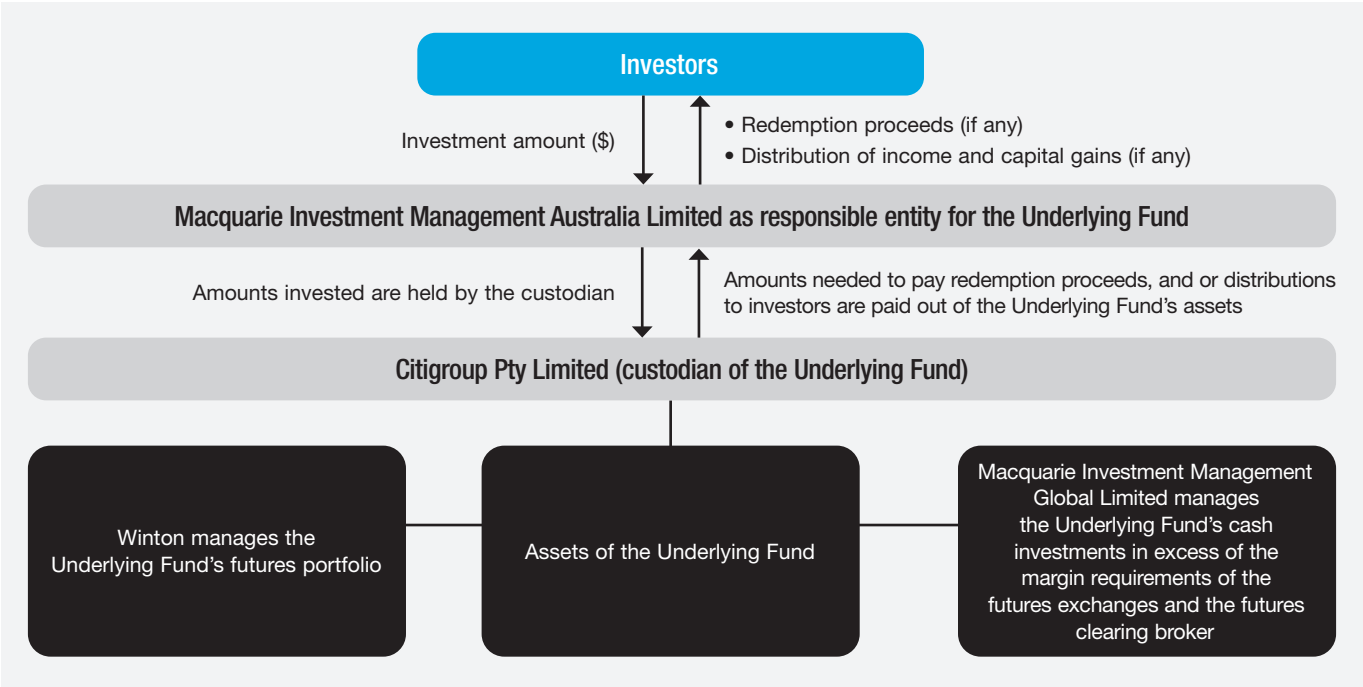 Investors
Investment amount ($)
• Redemption proceeds (if any)
• Distribution of income and capital gains (if any)
Macquarie Investment Management Australia Limited as responsible entity for the Underlying Fund
Amounts invested are held by the custodian
Amounts needed to pay redemption proceeds, and or distributions
to investors are paid out of the Underlying Fund's assets
Citigroup Pty Limited (custodian of the Underlying Fund)
Winton manages the
Underlying Fund's futures portfolio
Assets of the Underlying Fund
Macquarie Investment Management
Global Limited manages
the Underlying Fund's cash
investments in excess of the
margin requirements of the
futures exchanges and the futures
clearing broker